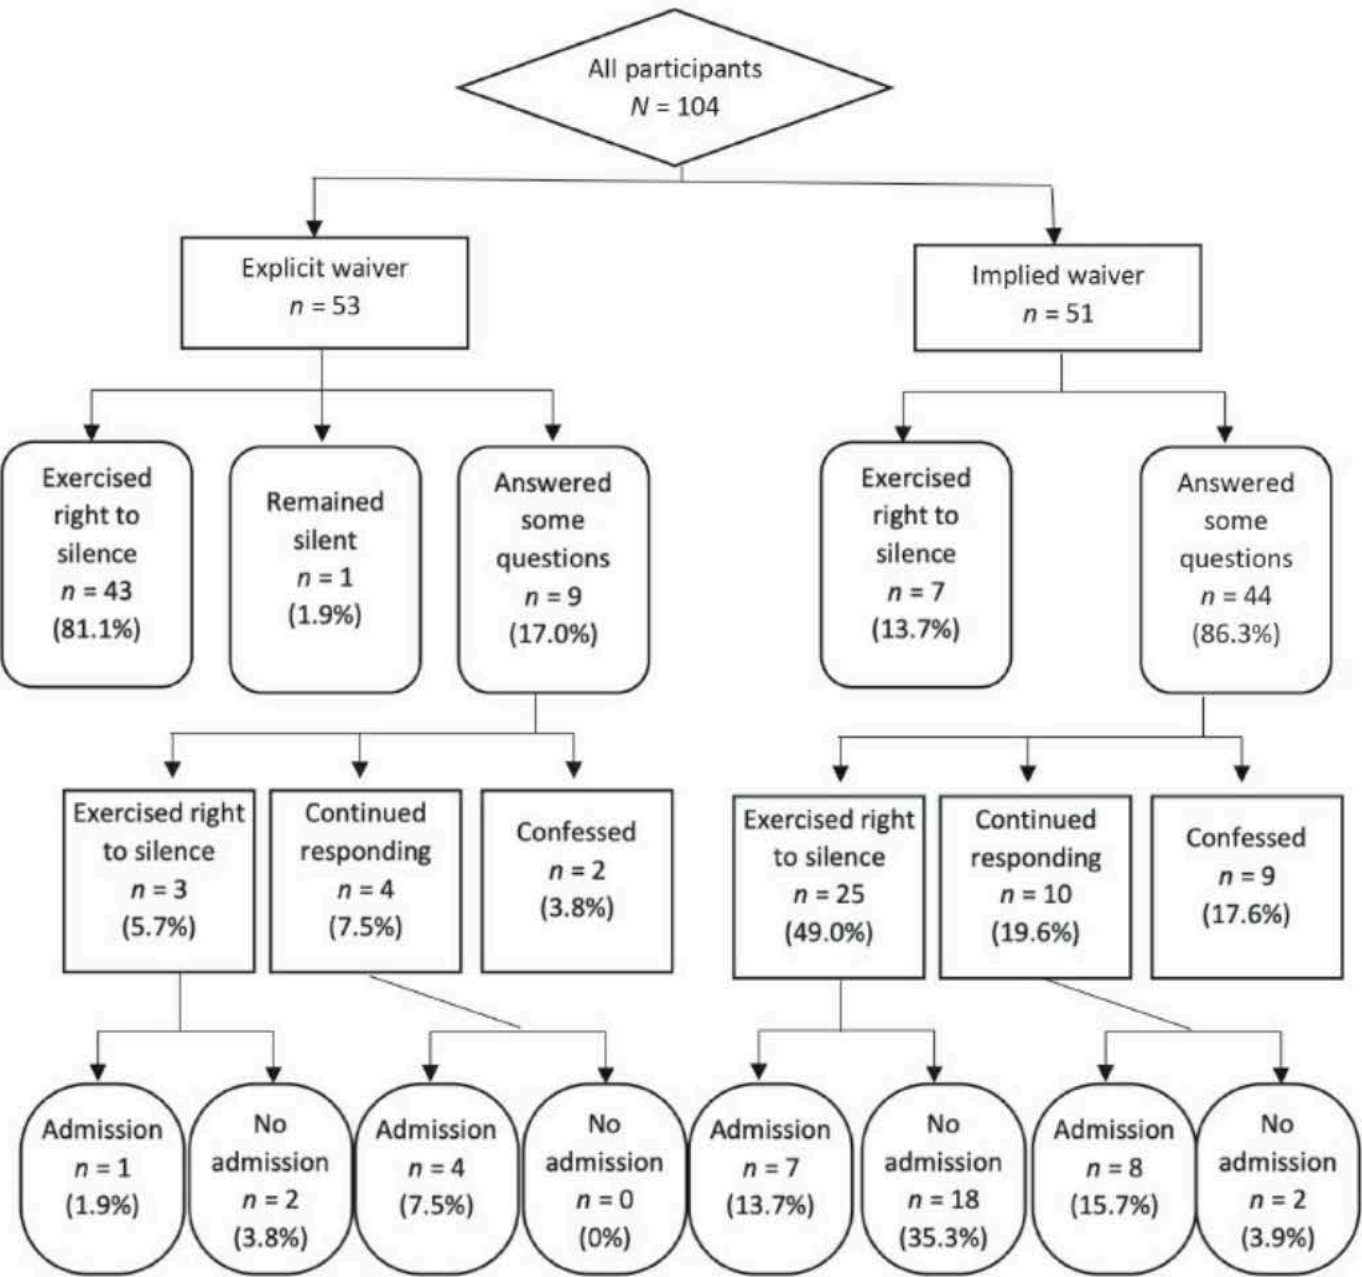 All participants
N = 104
Explicit waiver
n = 53
Implied waiver
n = 51
Exercised
right to
silence
n = 43
(81.1%)
Remained
silent
n = 1
(1.9%)
Answered
some
questions
n = 9
(17.0%)
Exercised
right to
silence
n = 7
(13.7%)
Answered
some
questions
n = 44
(86.3%)
Exercised right
to silence
n = 3
(5.7%)
Continued
responding
n = 4
(7.5%)
Confessed
n = 2
(3.8%)
Exercised right
to silence
n = 25
(49.0%)
Continued
responding
n = 10
(19.6%)
Confessed
n = 9
(17.6%)
Admission
n = 1
(1.9%)
No
admission
n = 2
(3.8%)
Admission
n = 4
(7.5%)
No
admission
n = 0
(0%)
Admission
n = 7
(13.7%)
No
admission
n = 18
(35.3%)
Admission
n = 8
(15.7%)
No
admission
n = 2
(3.9%)